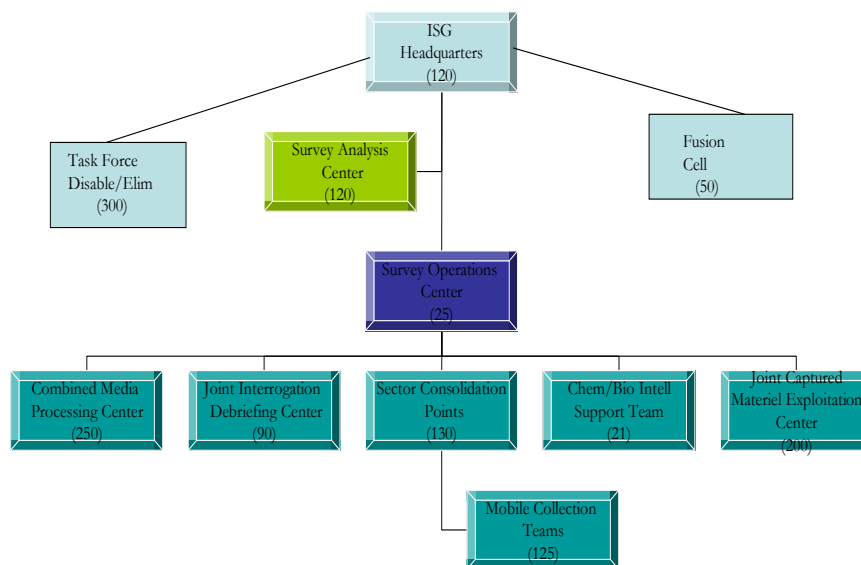 ISG
Headquarters
(120)
Survey Analysis
Center
(120)
Task Force
Disable/Elim
(300)
Fusion
Cell
(50)
Survey Operations
Center
(25)
Combined Media
Processing Center
(250)
Joint Interrogation
Debriefing Center
(90)
Sector Consolidation
Points
(130)
Chem/Bio Intell
Support Team
(21)
Joint Captured
Materiel Exploitation
Center
(200)
Mobile Collection
Teams
(125)